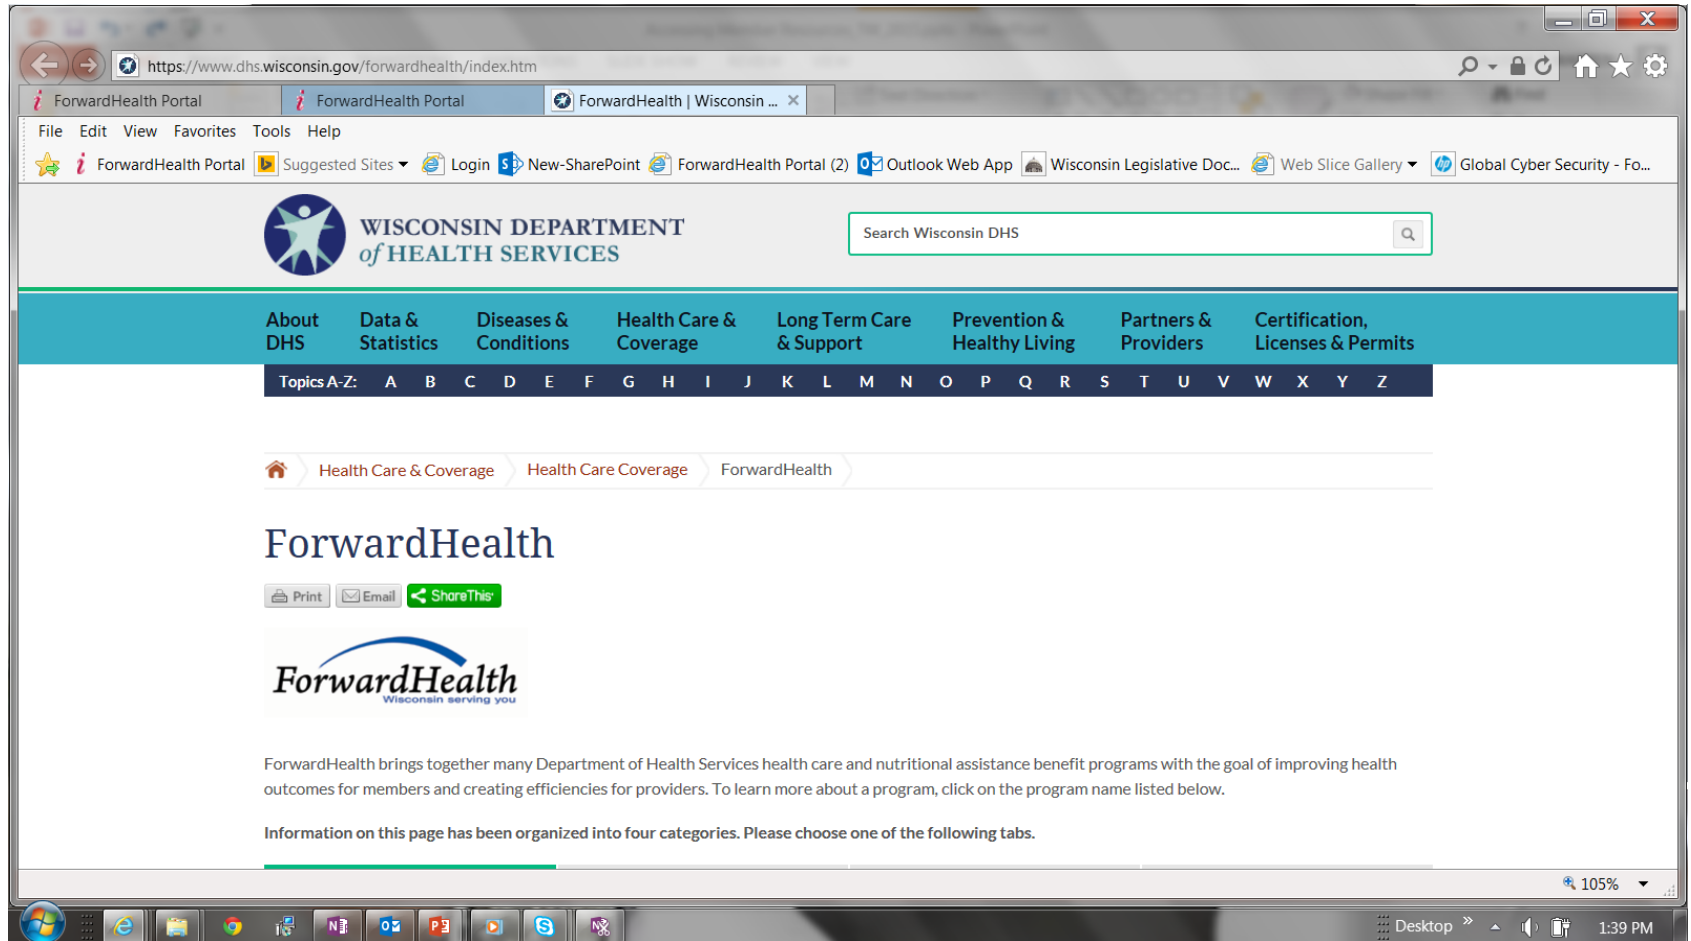 https://www.dhs.wisconsin.gov/forwardhealth/index.htm
ForwardHealth Portal
ForwardHealth Portal
ForwardHealth | Wisconsin ...
File Edit View Favorites Tools Help
ForwardHealth Portal Suggested Sites Login New-SharePoint ForwardHealth Portal (2) Outlook Web App Wisconsin Legislative Doc... Web Slice Gallery Global Cyber Security - Fo...
WISCONSIN DEPARTMENT
of HEALTH SERVICES
Search Wisconsin DHS
About DHS
Data & Statistics
Diseases & Conditions
Health Care & Coverage
Long Term Care & Support
Prevention & Healthy Living
Partners & Providers
Certification, Licenses & Permits
Topics A-Z: A B C D E F G H I J K L M N O P Q R S T U V W X Y Z
Health Care & Coverage Health Care Coverage ForwardHealth
ForwardHealth
Print Email ShareThis
ForwardHealth
Wisconsin serving you
ForwardHealth brings together many Department of Health Services health care and nutritional assistance benefit programs with the goal of improving health
outcomes for members and creating efficiencies for providers. To learn more about a program, click on the program name listed below.
Information on this page has been organized into four categories. Please choose one of the following tabs.
105%
Desktop
1:39 PM